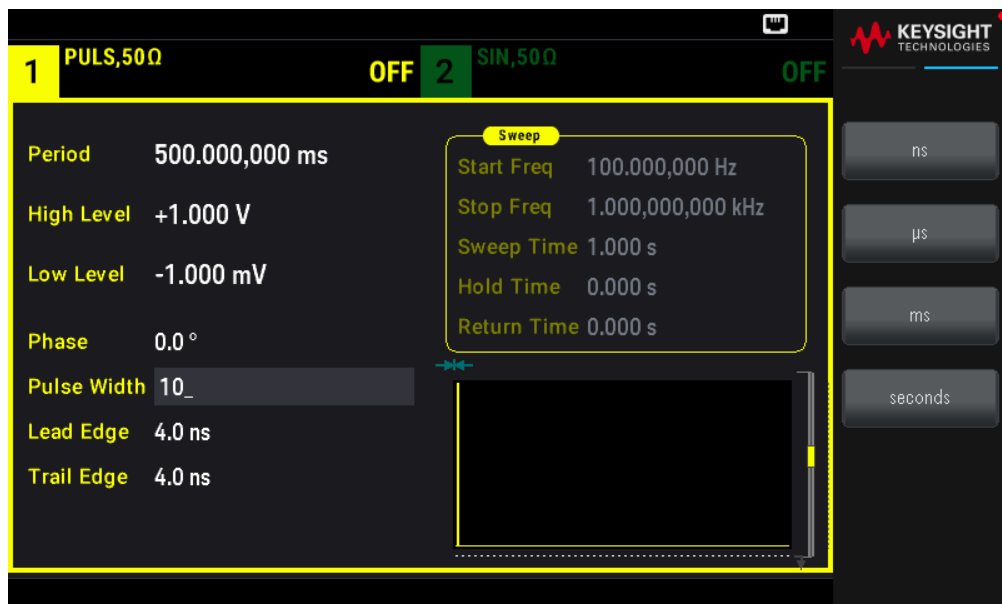 KEYSIGHT
TECHNOLOGIES
1 PULS,50Ω OFF 2 SIN,50Ω OFF
Period 500.000,000 ms
High Level +1.000 V
Low Level -1.000 mV
Phase 0.0 °
Pulse Width 10_
Lead Edge 4.0 ns
Trail Edge 4.0 ns
Sweep
Start Freq 100.000,000 Hz
Stop Freq 1.000,000,000 kHz
Sweep Time 1.000 s
Hold Time 0.000 s
Return Time 0.000 s
ns
µs
ms
seconds